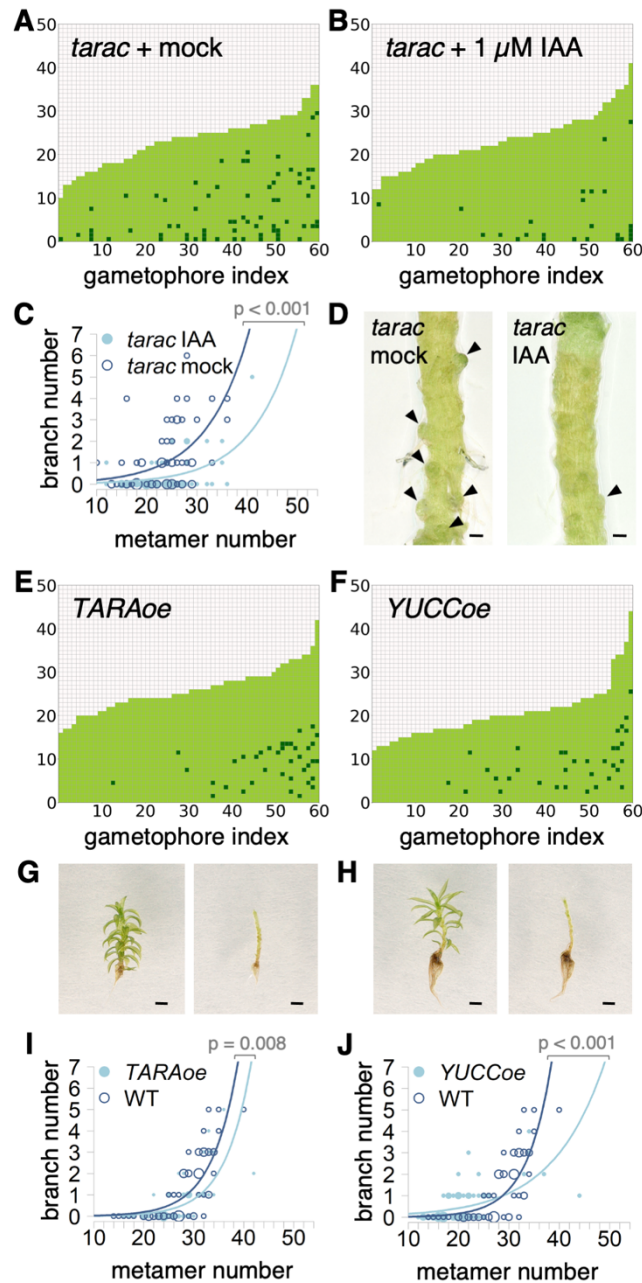 A
tarac + mock
50
40
30
20
10
0
0 10 20 30 40 50 60
gametophore index
B
tarac + 1 μM IAA
50
40
30
20
10
0
0 10 20 30 40 50 60
gametophore index
C
p < 0.001
branch number
7
6
5
4
3
2
1
0
tarac IAA
tarac mock
10 20 30 40 50
metamer number
D
tarac mock
tarac IAA
E
TARAoe
50
40
30
20
10
0
0 10 20 30 40 50 60
gametophore index
F
YUCCoe
50
40
30
20
10
0
0 10 20 30 40 50 60
gametophore index
G
H
I
p = 0.008
branch number
7
6
5
4
3
2
1
0
TARAoe
WT
10 20 30 40 50
metamer number
J
p < 0.001
branch number
7
6
5
4
3
2
1
0
YUCCoe
WT
10 20 30 40 50
metamer number